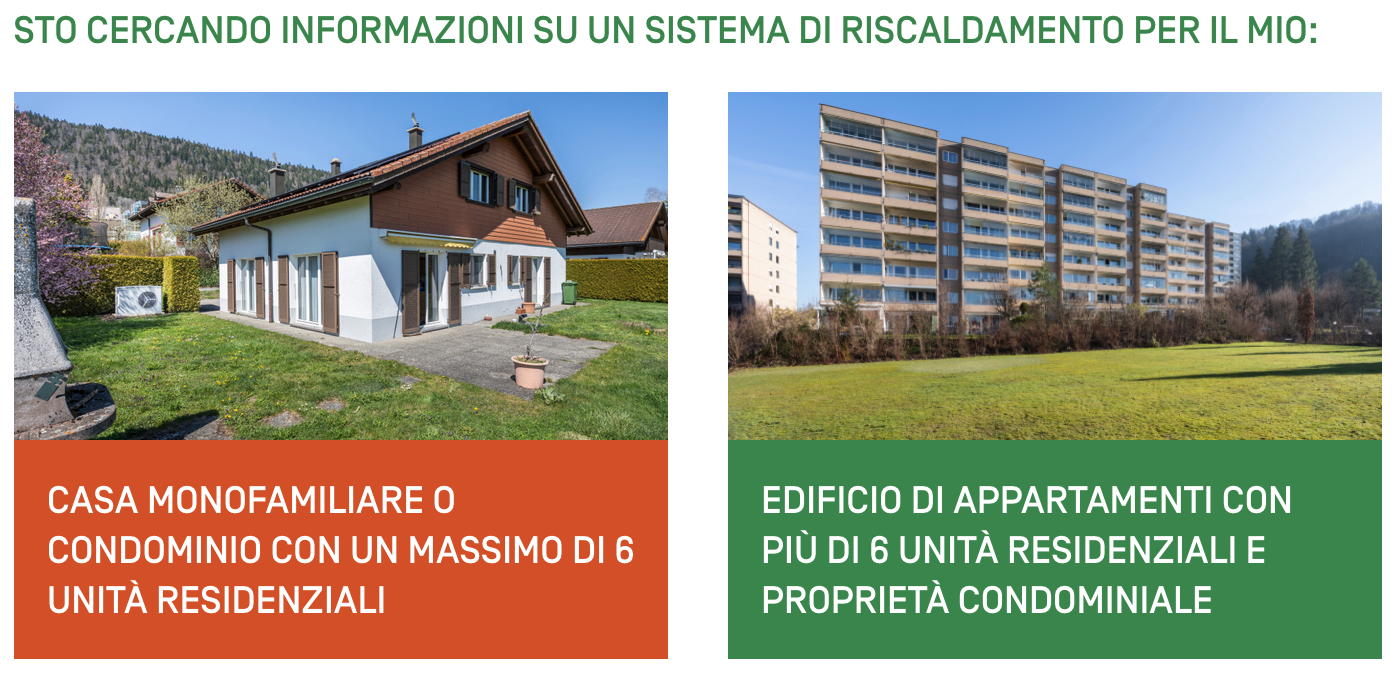 STO CERCANDO INFORMAZIONI SU UN SISTEMA DI RISCALDAMENTO PER IL MIO:
CASA MONOFAMILIARE O
CONDOMINIO CON UN MASSIMO DI 6
UNITÀ RESIDENZIALI
EDIFICIO DI APPARTAMENTI CON
PIÙ DI 6 UNITÀ RESIDENZIALI E
PROPRIETÀ CONDOMINIALE